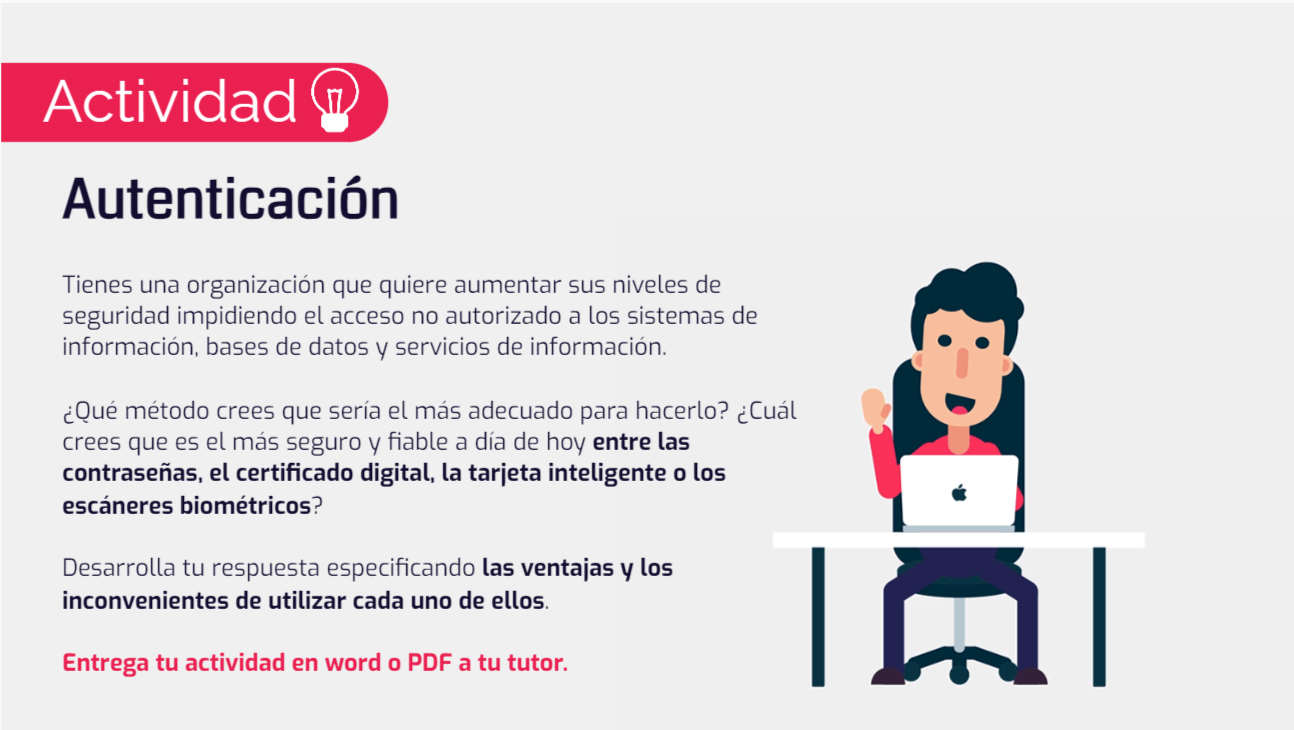 Actividad
Autenticación
Tienes una organización que quiere aumentar sus niveles de
seguridad impidiendo el acceso no autorizado a los sistemas de
información, bases de datos y servicios de información.
¿Qué método crees que sería el más adecuado para hacerlo? ¿Cuál
crees que es el más seguro y fiable a día de hoy entre las
contraseñas, el certificado digital, la tarjeta inteligente o los
escáneres biométricos?
Desarrolla tu respuesta especificando las ventajas y los
inconvenientes de utilizar cada uno de ellos.
Entrega tu actividad en word o PDF a tu tutor.